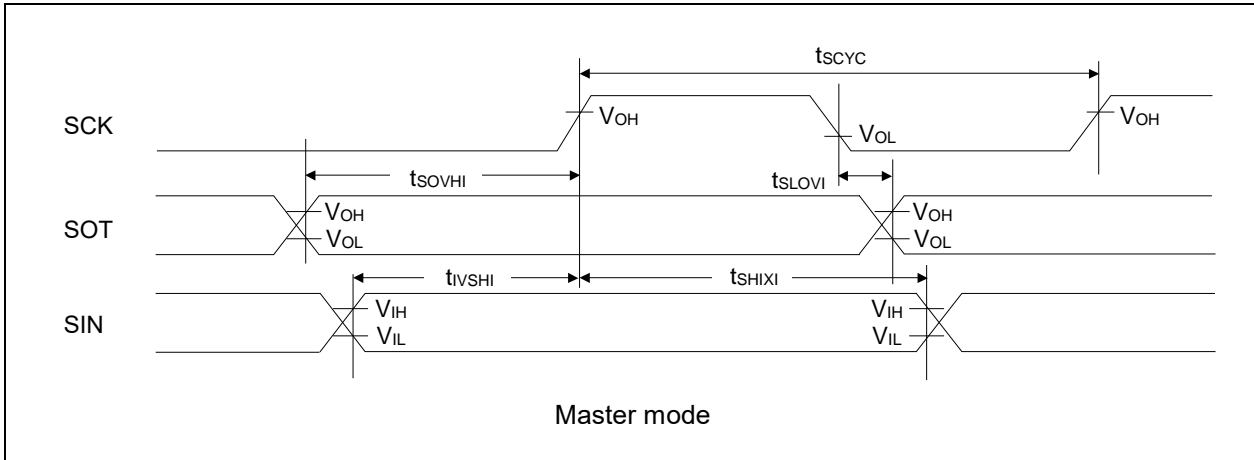 tSCYC
SCK
VOH
VOL
VOH
tSOVHI
tSLOVI
SOT
VOH
VOL
VOH
VOL
tIVSHI
tSHIXI
SIN
VIH
VIL
VIH
VIL
Master mode